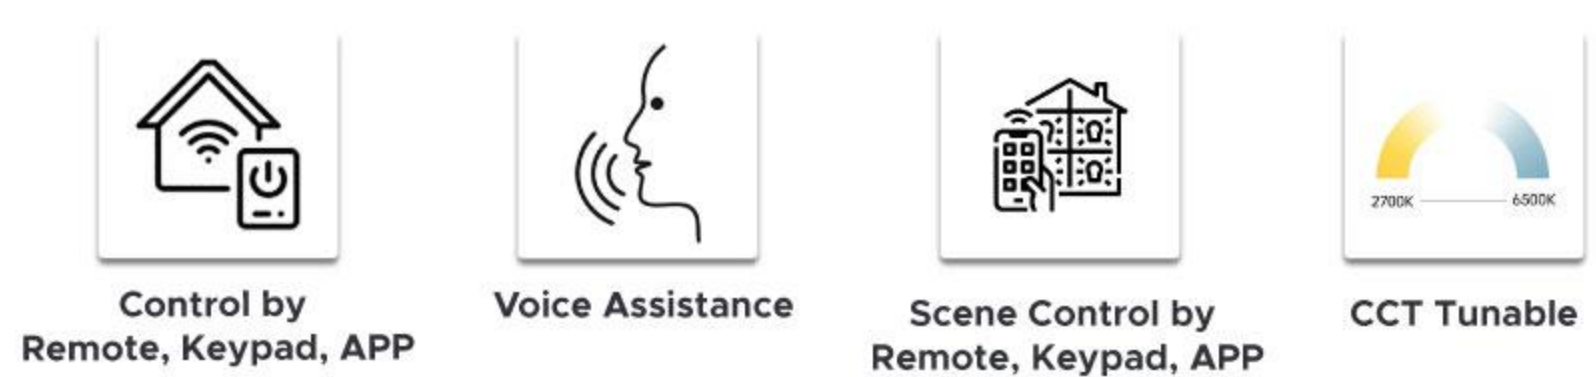 Control by
Remote, Keypad, APP
Voice Assistance
Scene Control by
Remote, Keypad, APP
2700K
6500K
CCT Tunable